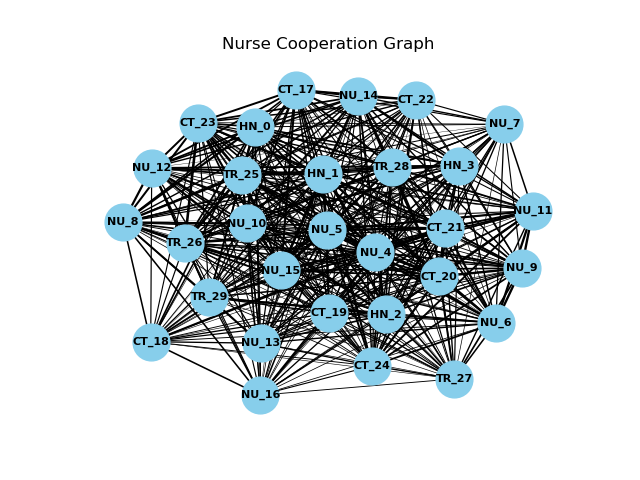 Nurse Cooperation Graph
CT_17
NU_14
CT_22
CT_23
HN_0
NU_7
NU_12
TR_25
HN_1
TR_28
HN_3
NU_8
NU_10
NU_5
CT_21
NU_11
TR_26
NU_4
NU_15
CT_20
NU_9
TR_29
CT_19
HN_2
NU_6
CT_18
NU_13
CT_24
TR_27
NU_16